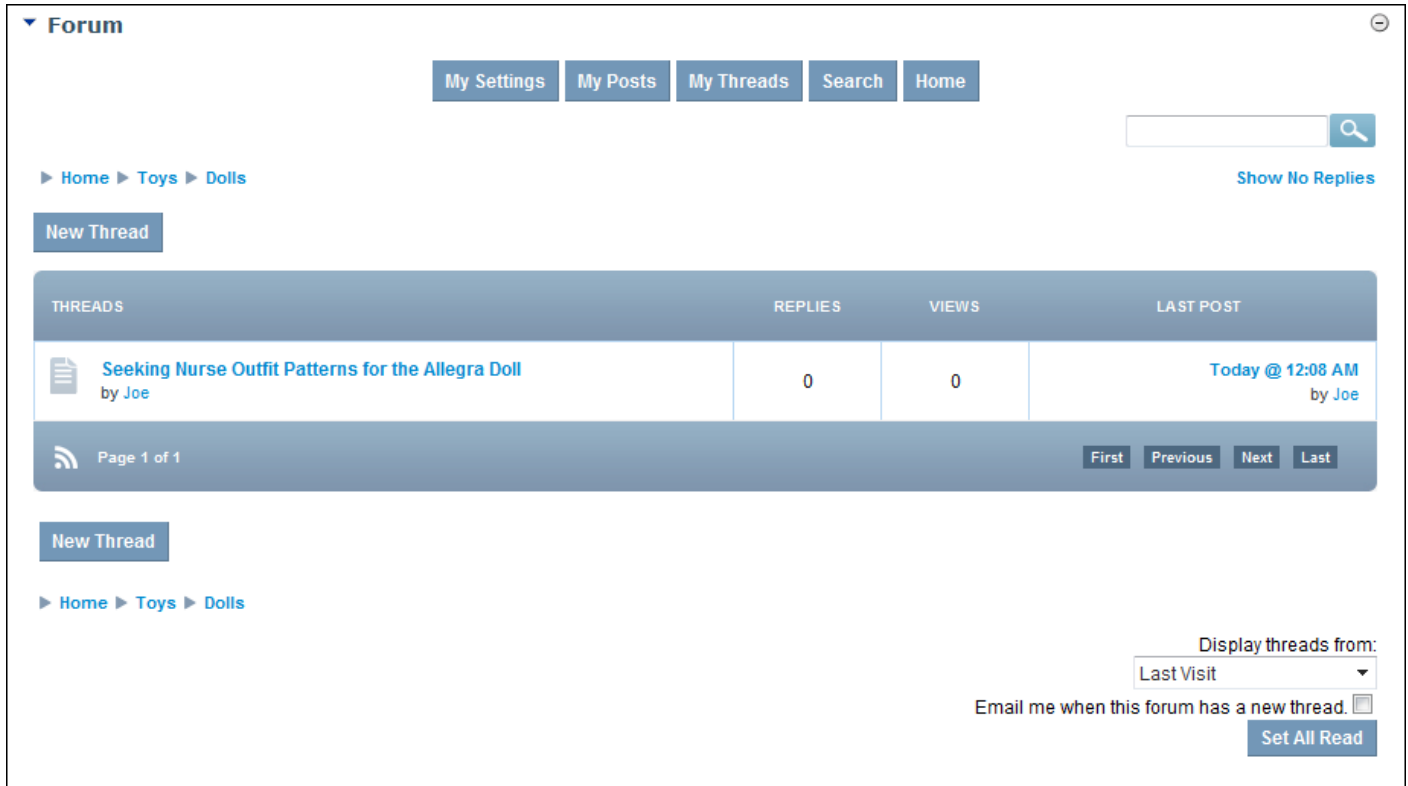 Forum
My Settings My Posts My Threads Search Home
Home Toys Dolls Show No Replies
New Thread
THREADS REPLIES VIEWS LAST POST
Seeking Nurse Outfit Patterns for the Allegra Doll 0 0 Today @ 12:08 AM
by Joe by Joe
Page 1 of 1 First Previous Next Last
New Thread
Home Toys Dolls
Display threads from:
Last Visit
Email me when this forum has a new thread.
Set All Read